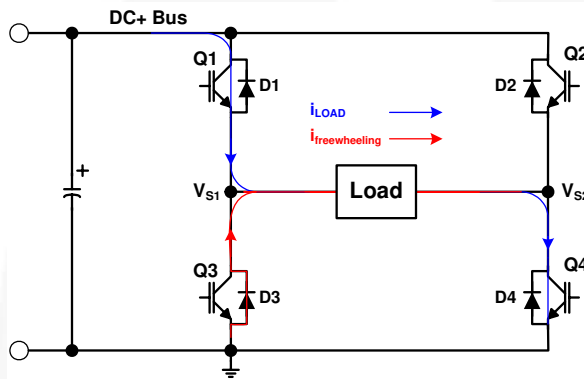 DC+ Bus
Q1
Q2
D1
D2
iLOAD
ifreewheeling
VS1
Load
VS2
+
Q3
Q4
D3
D4